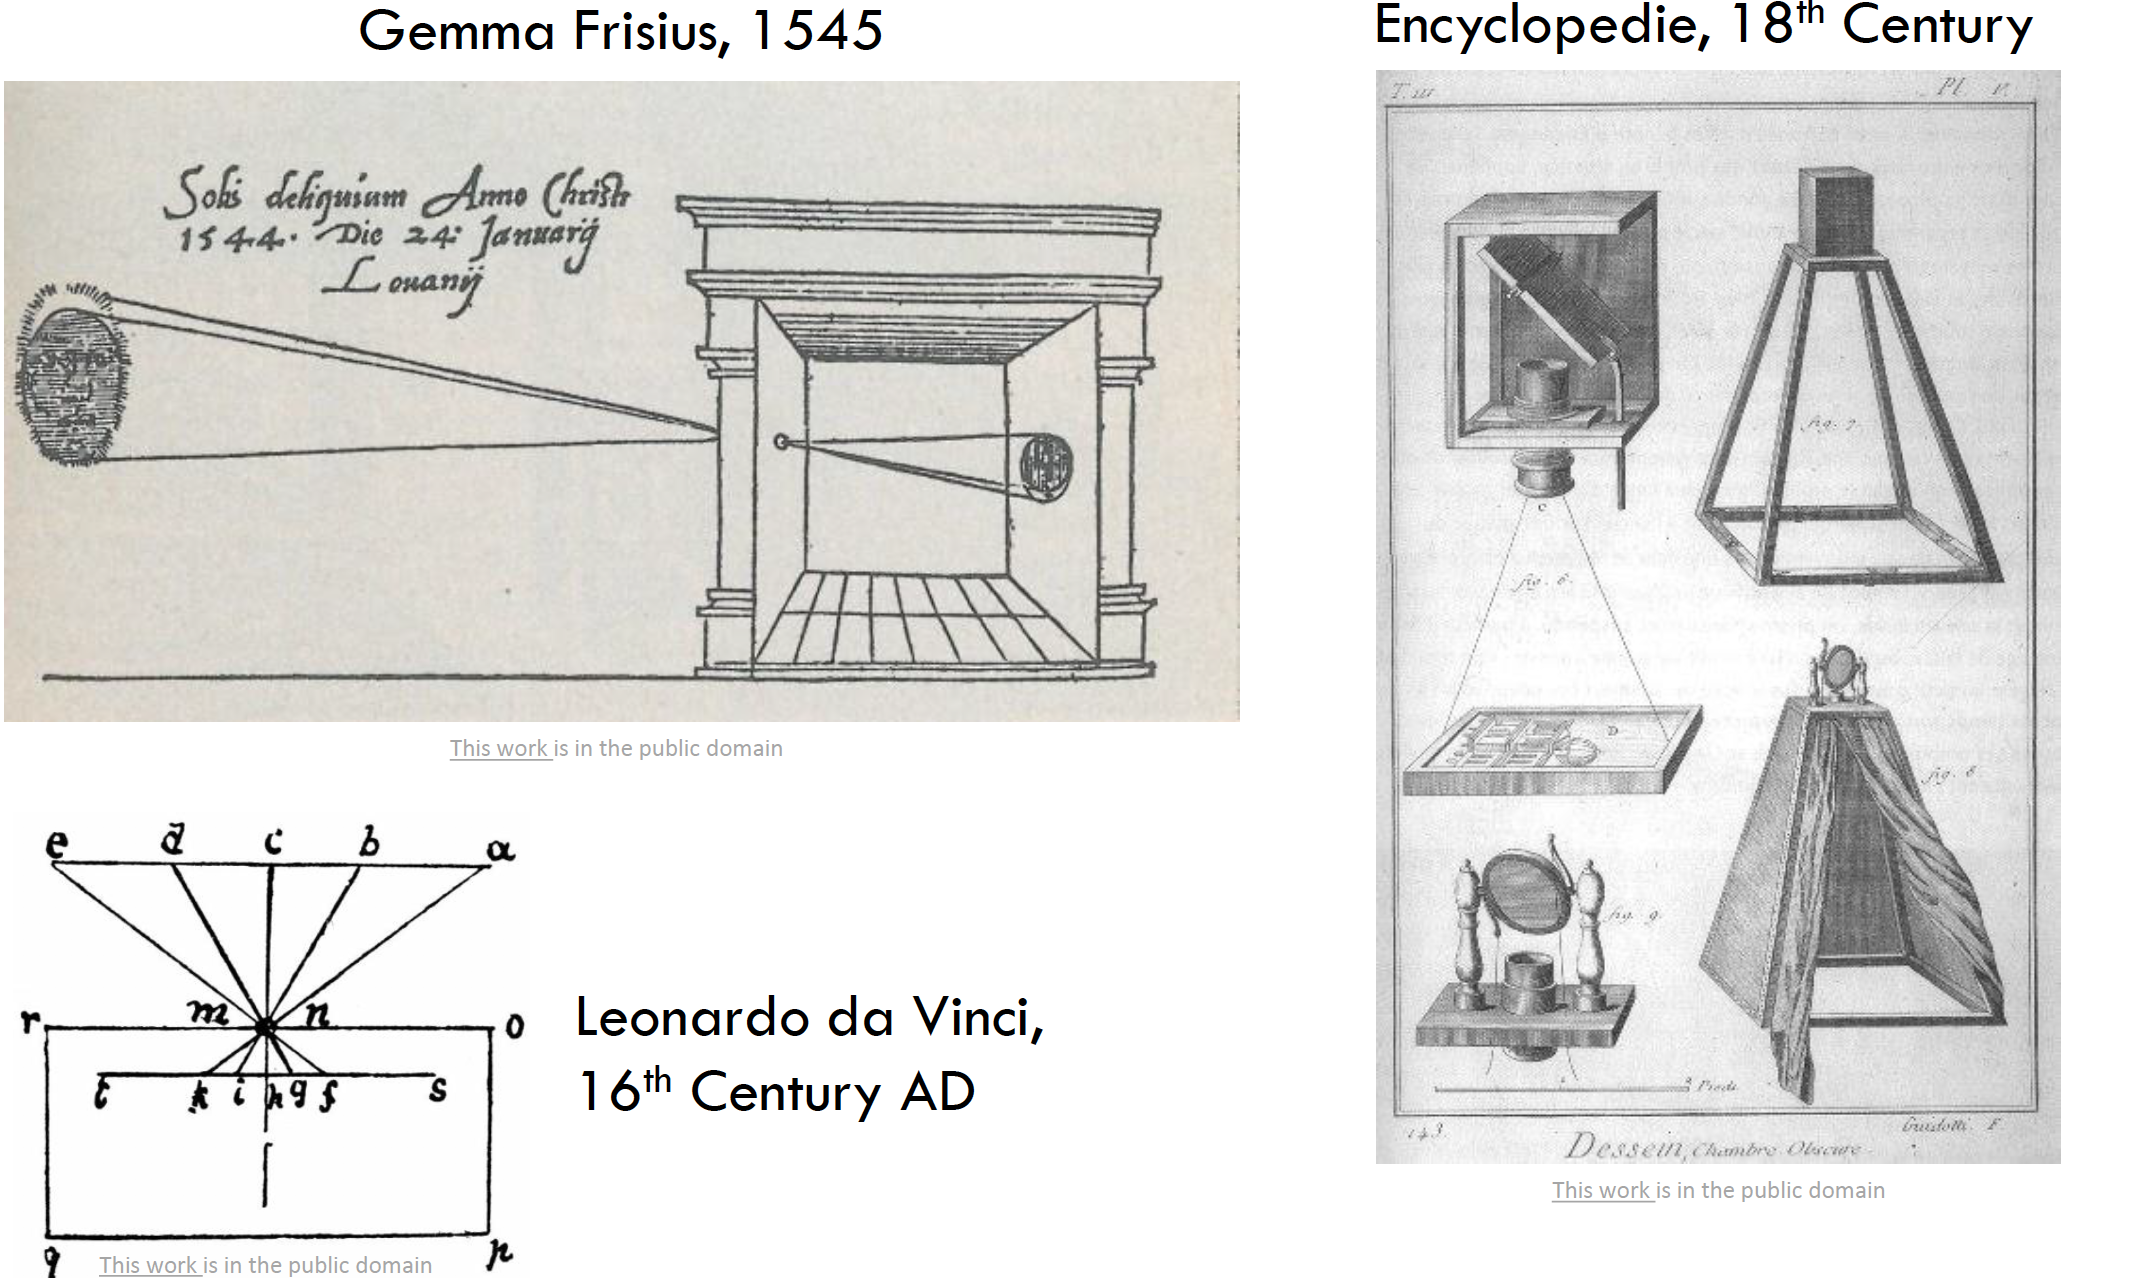 Gemma Frisius, 1545
Solis deliquium Anno Christi
1544. Die 24: Januarij
Louanij
This work is in the public domain
e d c b a
r m n o
t k i h g f s
q p
This work is in the public domain
Leonardo da Vinci,
16th Century AD
Encyclopedie, 18th Century
T. III Pl. V.
fig. 7.
C
fig. 6.
D
fig. 8
fig. 9.
Pieds
143.
Guidotti F
Dessein, Chambre Obscure
This work is in the public domain